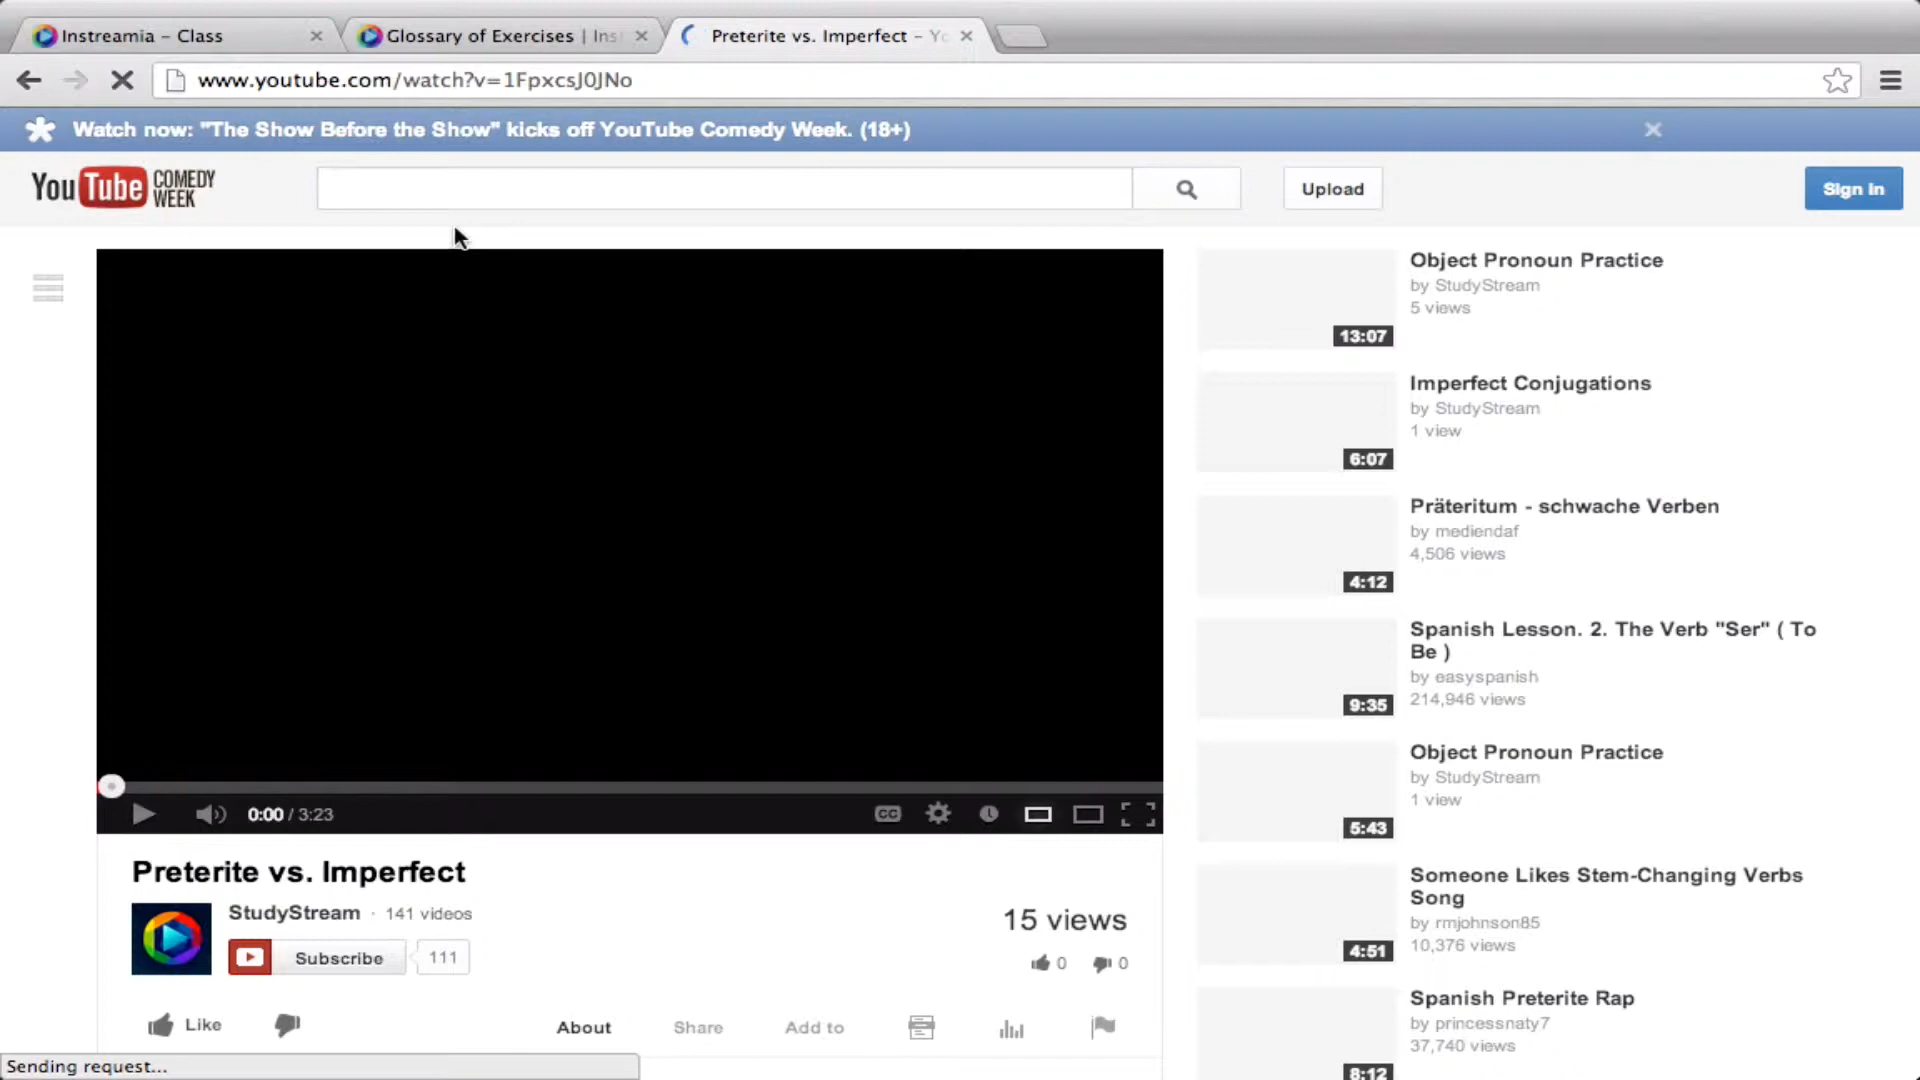 Instreamia – Class
Glossary of Exercises | Ins
Preterite vs. Imperfect – Yo
www.youtube.com/watch?v=1FpxcsJ0JNo
Watch now: "The Show Before the Show" kicks off YouTube Comedy Week. (18+)
YouTube COMEDY WEEK
Upload
Sign in
Object Pronoun Practice
by StudyStream
5 views
13:07
Imperfect Conjugations
by StudyStream
1 view
6:07
Präteritum - schwache Verben
by mediendaf
4,506 views
4:12
Spanish Lesson. 2. The Verb "Ser" ( To
Be )
by easyspanish
214,946 views
9:35
Object Pronoun Practice
by StudyStream
1 view
5:43
Someone Likes Stem-Changing Verbs
Song
by rmjohnson85
10,376 views
4:51
Spanish Preterite Rap
by princessnaty7
37,740 views
8:12
0:00 / 3:23
CC
Preterite vs. Imperfect
StudyStream · 141 videos
Subscribe
111
15 views
0
0
Like
About
Share
Add to
Sending request...